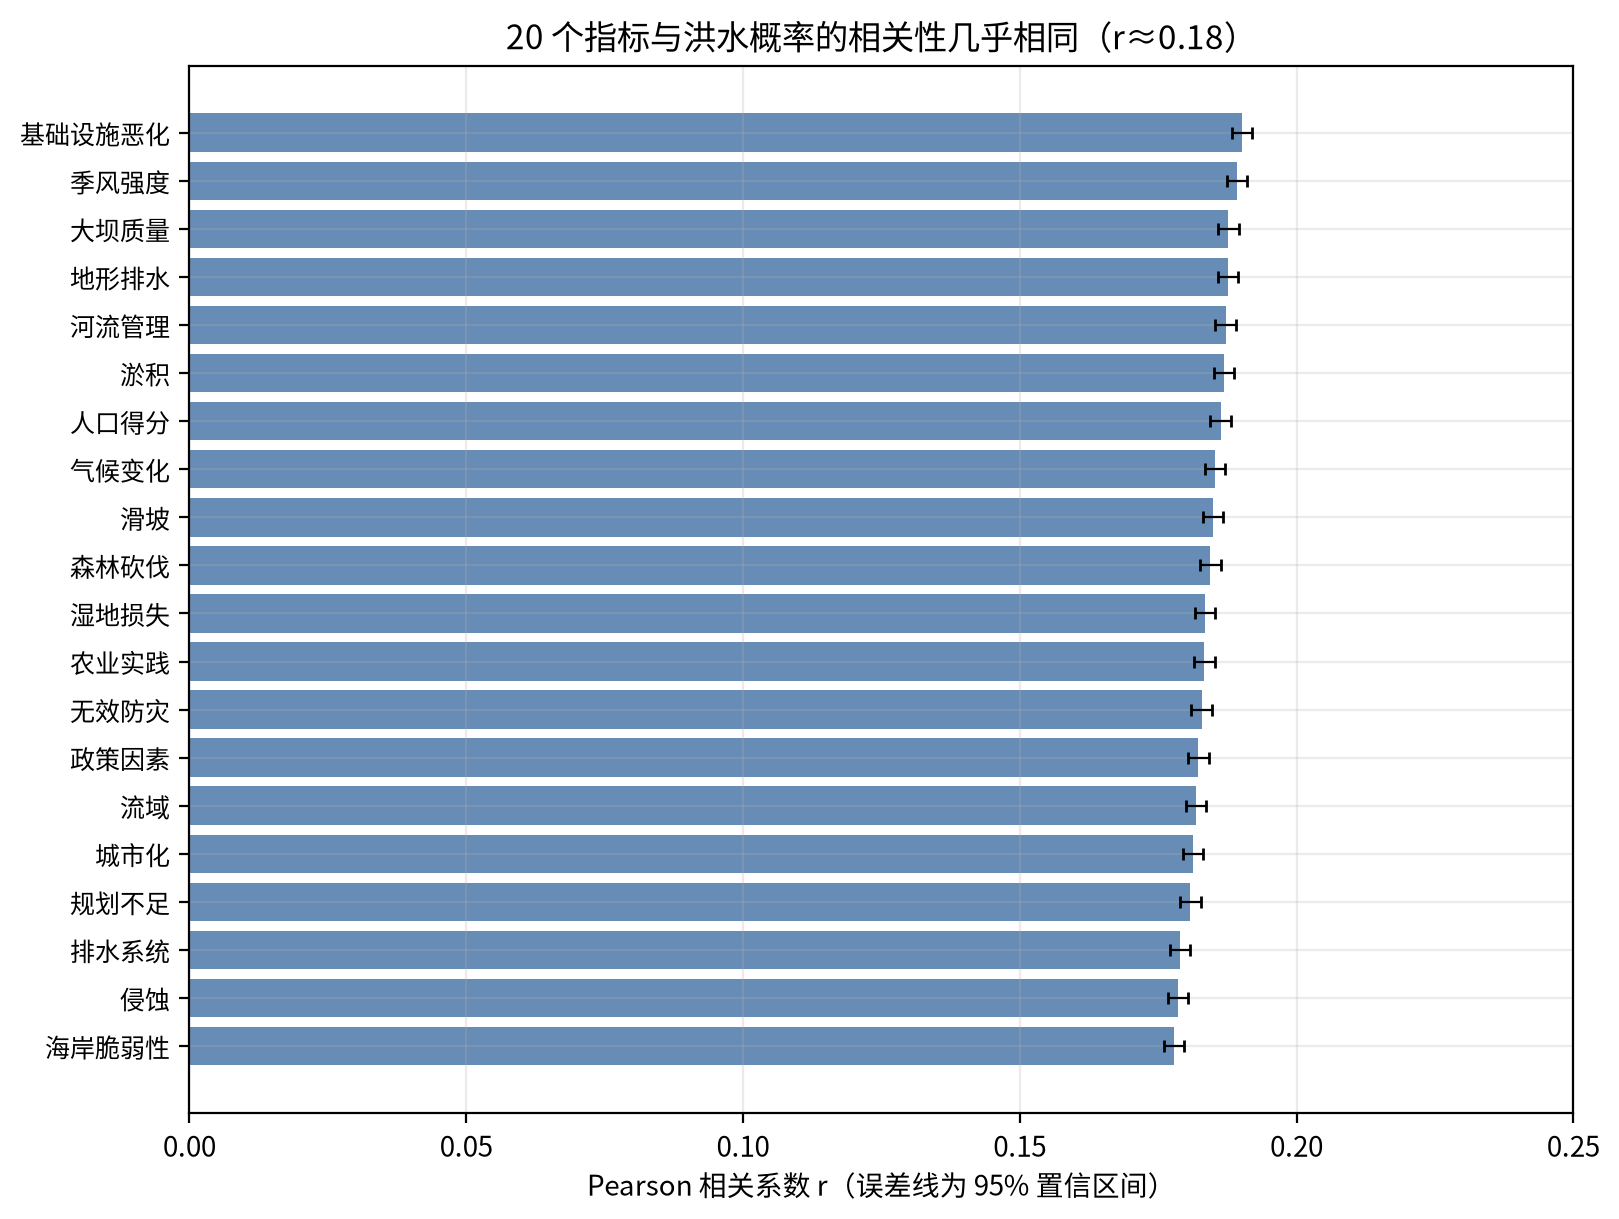 20 个指标与洪水概率的相关性几乎相同（r≈0.18）
基础设施恶化
季风强度
大坝质量
地形排水
河流管理
淤积
人口得分
气候变化
滑坡
森林砍伐
湿地损失
农业实践
无效防灾
政策因素
流域
城市化
规划不足
排水系统
侵蚀
海岸脆弱性
0.00 0.05 0.10 0.15 0.20 0.25
Pearson 相关系数 r（误差线为 95% 置信区间）